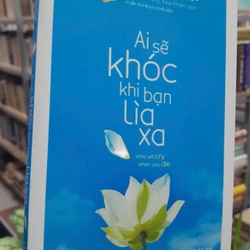 Ai sẽ
khóc
khi bạn
lìa
xa
Who will cry
when you die